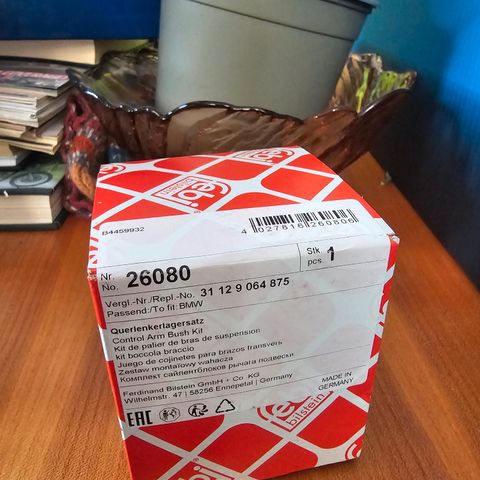 febi
bilstein
®
B4459932
4 027816 260806
Nr.
No. 26080
Stk.
pcs. 1
Vergl.-Nr./Repl.-No. 31 12 9 064 875
Passend:/To fit: BMW
Querlenkerlagersatz
Control Arm Bush Kit
Kit de palier de bras de suspension
kit boccola braccio
Juego de cojinetes para brazos transvers
Zestaw montażowy wahacza
Комплект сайлентблоков рычага подвески
Ferdinand Bilstein GmbH + Co. KG
Wilhelmstr. 47 | 58256 Ennepetal | Germany
MADE IN
GERMANY
EAC
febi
bilstein
febi